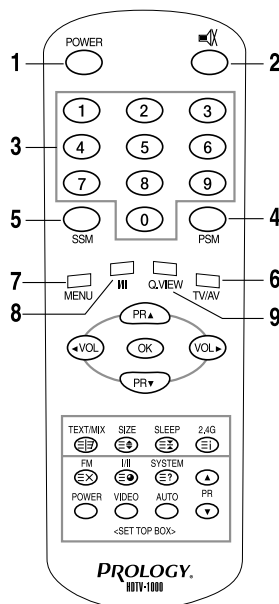 POWER
1
2
1 2 3
3
4 5 6
7 8 9
5
0
4
SSM
PSM
7
6
MENU
I/II
Q.VIEW
TV/AV
8
9
PR▲
◄VOL
OK
VOL►
PR▼
TEXT/MIX SIZE SLEEP 2,4G
FM I/II SYSTEM
POWER VIDEO AUTO PR
<SET TOP BOX>
PROLOGY.
HDTV-1000